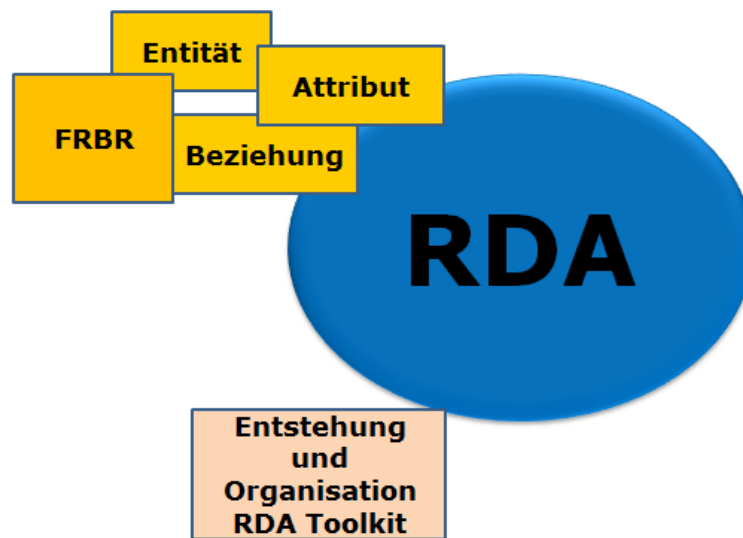 Entität
Attribut
FRBR
Beziehung
RDA
Entstehung
und
Organisation
RDA Toolkit